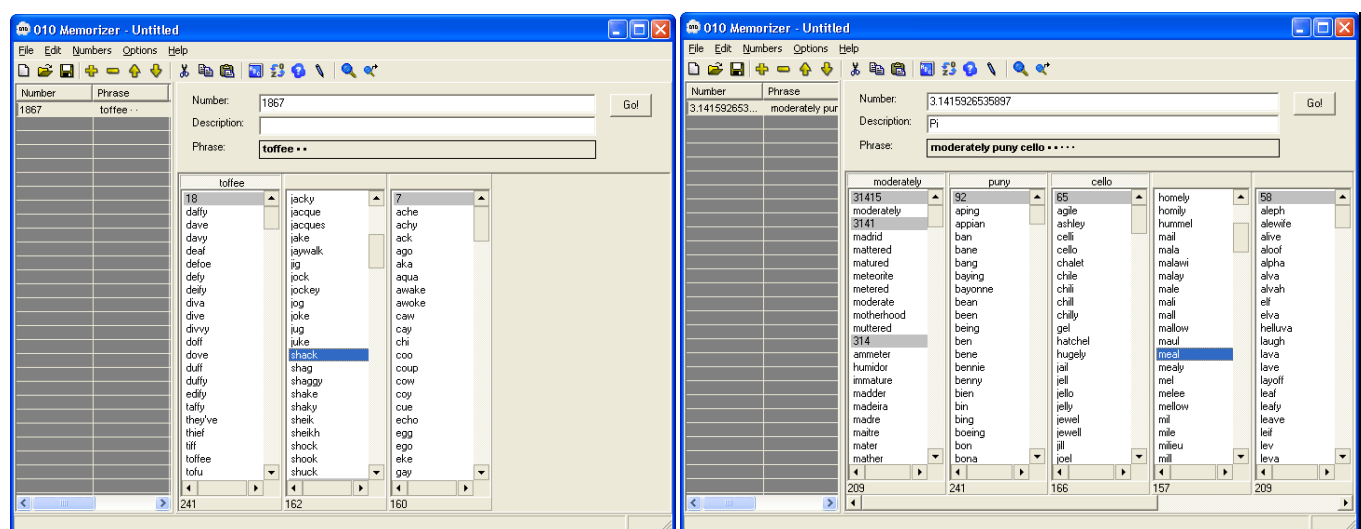 010 Memorizer - Untitled
File Edit Numbers Options Help
Number Phrase
1867 toffee · ·
Number: 1867
Go!
Description:
Phrase: toffee • •
toffee
18
daffy
dave
davy
deaf
defoe
defy
deify
diva
dive
divvy
doff
dove
duff
duffy
edify
taffy
they've
thief
tiff
toffee
tofu
241
jacky
jacque
jacques
jake
jaywalk
jig
jock
jockey
jog
joke
jug
juke
shack
shag
shaggy
shake
shaky
sheik
sheikh
shock
shook
shuck
162
7
ache
achy
ack
ago
aka
aqua
awake
awoke
caw
cay
chi
coo
coup
cow
coy
cue
echo
egg
ego
eke
gay
160
010 Memorizer - Untitled
File Edit Numbers Options Help
Number Phrase
3.141592653... moderately pur
Number: 3.1415926535897
Go!
Description: Pi
Phrase: moderately puny cello • • • • •
moderately
31415
moderately
3141
madrid
mattered
matured
meteorite
metered
moderate
motherhood
muttered
314
ammeter
humidor
immature
madder
madeira
madre
maitre
mater
mather
209
puny
92
aping
appian
ban
bane
bang
baying
bayonne
bean
been
being
ben
bene
bennie
benny
bien
bin
bing
boeing
bon
bona
241
cello
65
agile
ashley
celli
cello
chalet
chile
chili
chill
chilly
gel
hatchel
hugely
jail
jell
jello
jelly
jewel
jewell
jill
joel
166
homely
homily
hummel
mail
mala
malawi
malay
male
mali
mall
mallow
maul
meal
mealy
mel
melee
mellow
mil
mile
milieu
mill
157
58
aleph
alewife
alive
aloof
alpha
alva
alvah
elf
elva
helluva
laugh
lava
lave
layoff
leaf
leafy
leave
leif
lev
leva
209